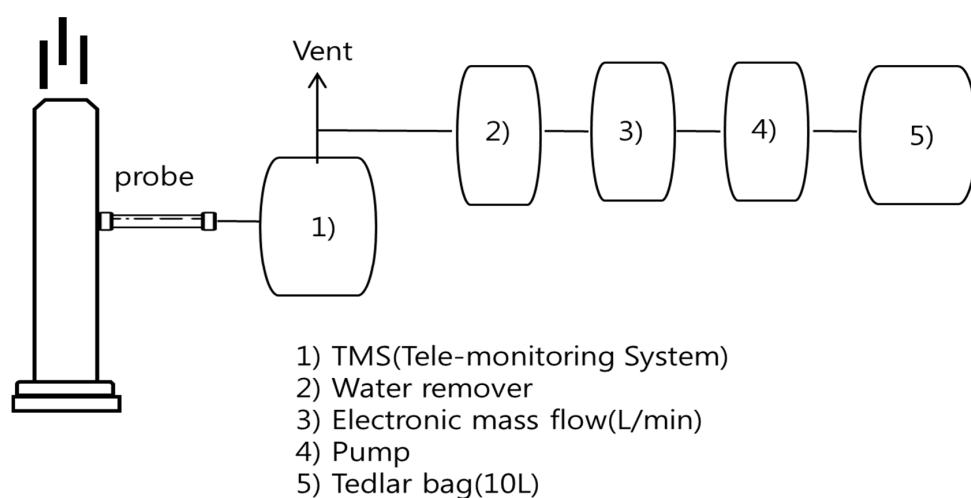 Vent
probe
1)
2)
3)
4)
5)
1) TMS(Tele-monitoring System)
2) Water remover
3) Electronic mass flow(L/min)
4) Pump
5) Tedlar bag(10L)